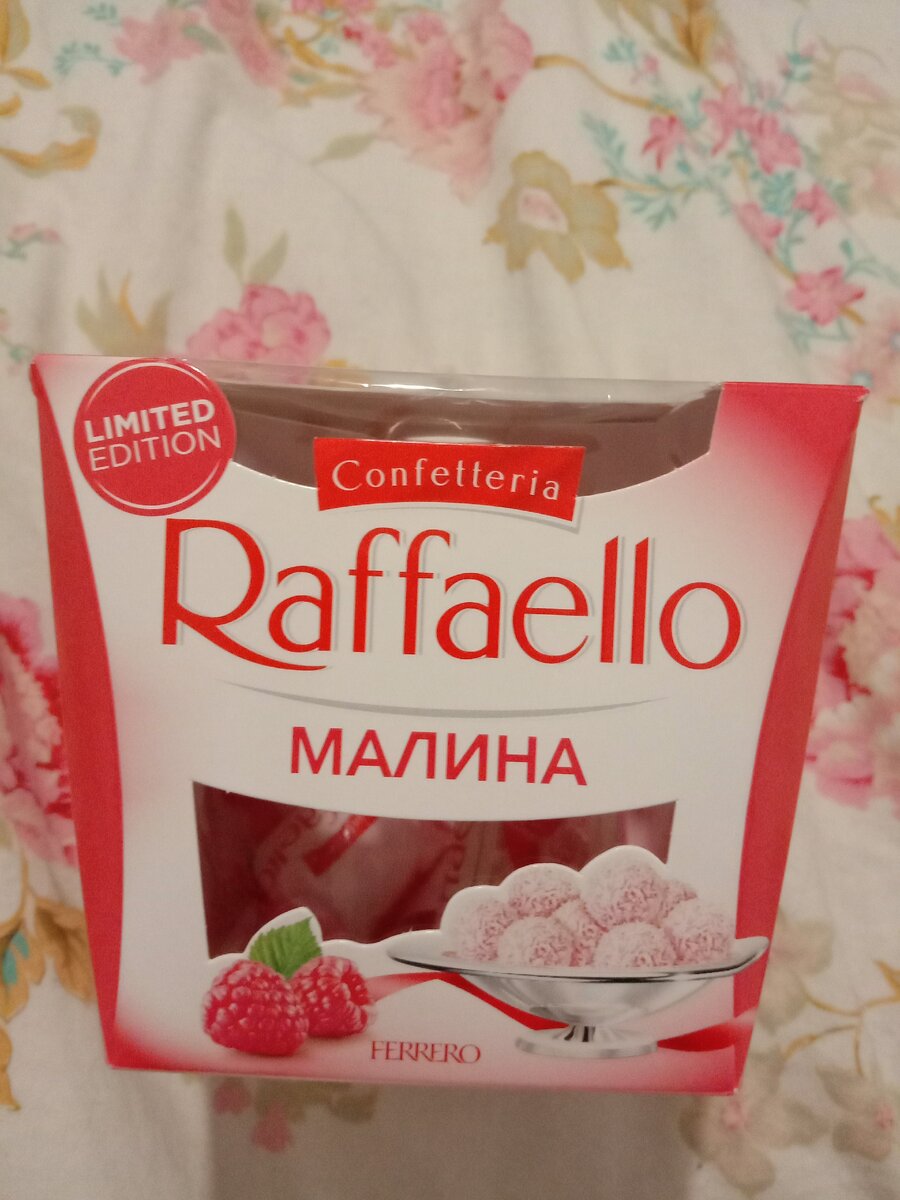 LIMITED
EDITION
Confetteria
Raffaello
МАЛИНА
FERRERO